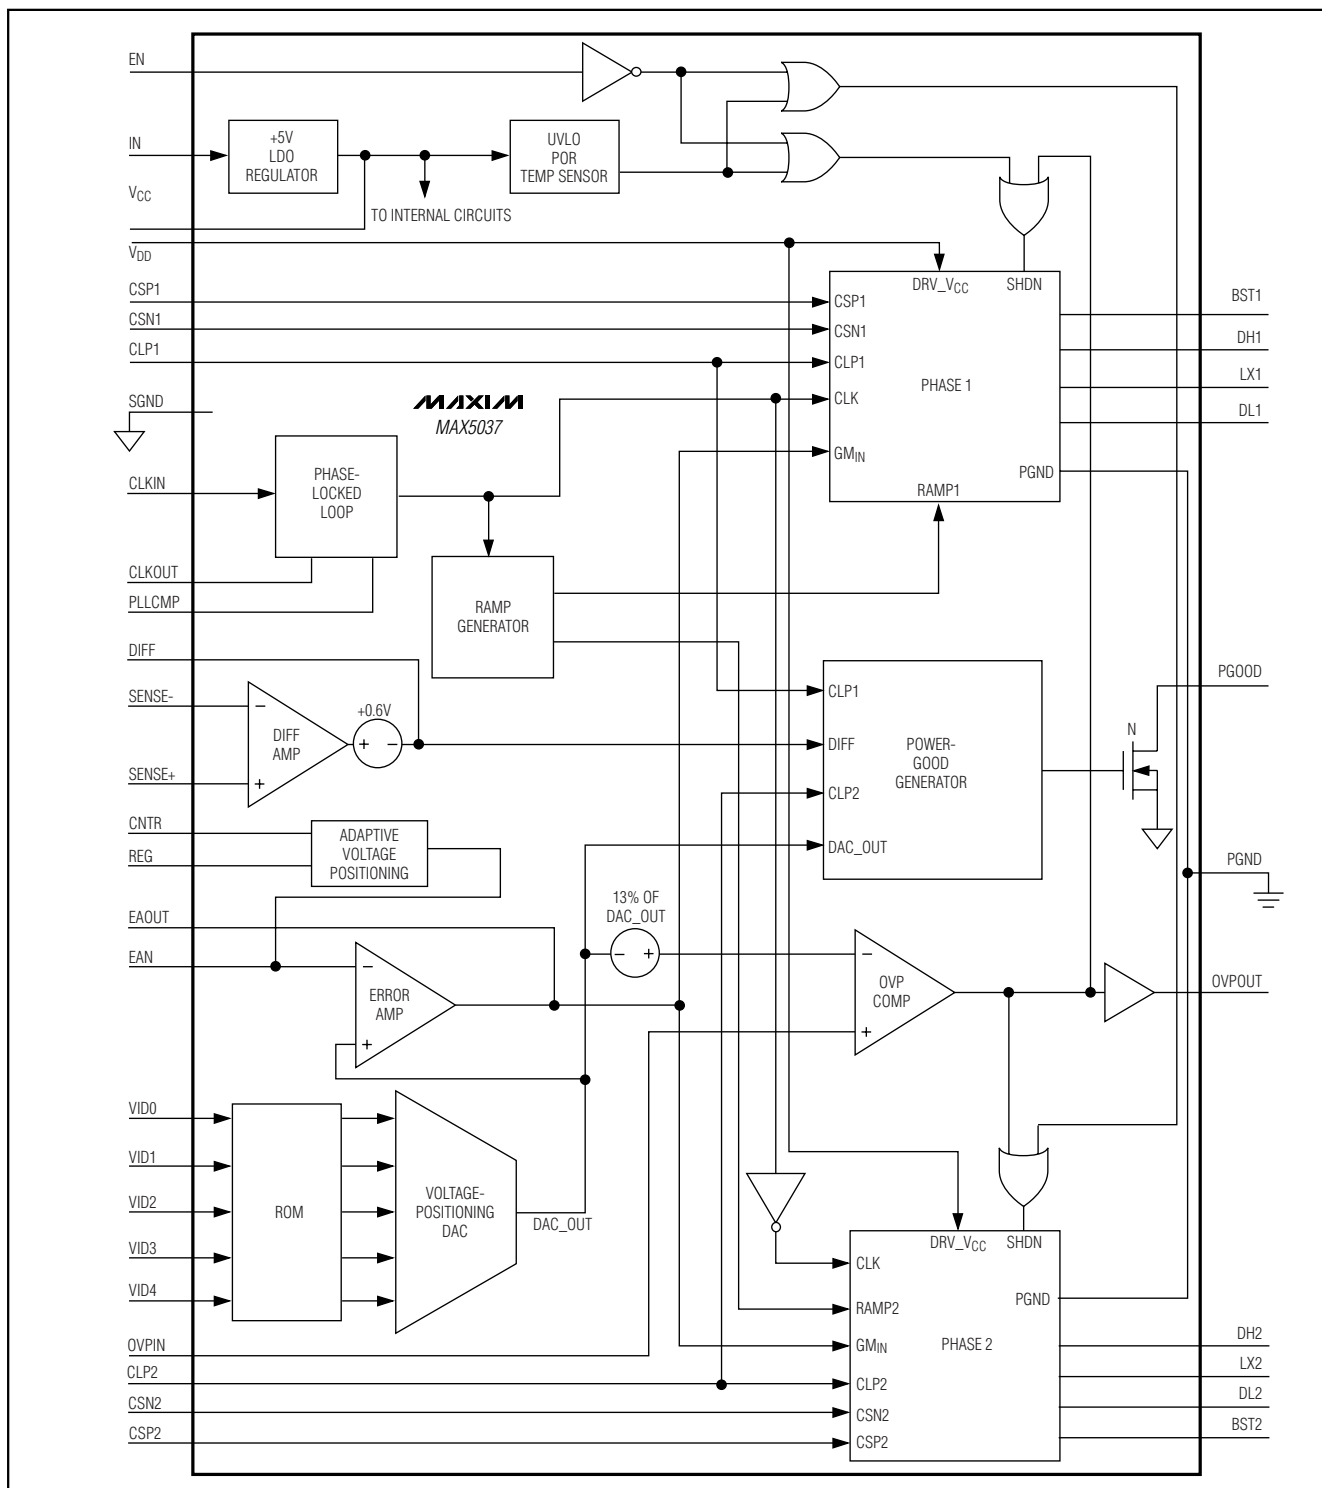 EN
IN
+5V
LDO
REGULATOR
UVLO
POR
TEMP SENSOR
VCC
TO INTERNAL CIRCUITS
VDD
DRV_VCC
SHDN
CSP1
CSP1
BST1
CSN1
CSN1
DH1
CLP1
CLP1
PHASE 1
LX1
CLK
SGND
MAXIM
MAX5037
DL1
GMIN
PGND
CLKIN
PHASE-
LOCKED
LOOP
RAMP1
CLKOUT
PLLCMP
RAMP
GENERATOR
DIFF
SENSE-
−
DIFF
AMP
SENSE+
+
+0.6V
+ −
CLP1
DIFF
CLP2
DAC_OUT
POWER-
GOOD
GENERATOR
PGOOD
N
CNTR
REG
ADAPTIVE
VOLTAGE
POSITIONING
PGND
13% OF
DAC_OUT
− +
EAOUT
EAN
−
ERROR
AMP
+
−
OVP
COMP
+
OVPOUT
VID0
VID1
VID2
VID3
VID4
ROM
VOLTAGE-
POSITIONING
DAC
DAC_OUT
DRV_VCC
SHDN
CLK
PGND
RAMP2
OVPIN
GMIN
PHASE 2
DH2
CLP2
CLP2
LX2
CSN2
CSN2
DL2
CSP2
CSP2
BST2